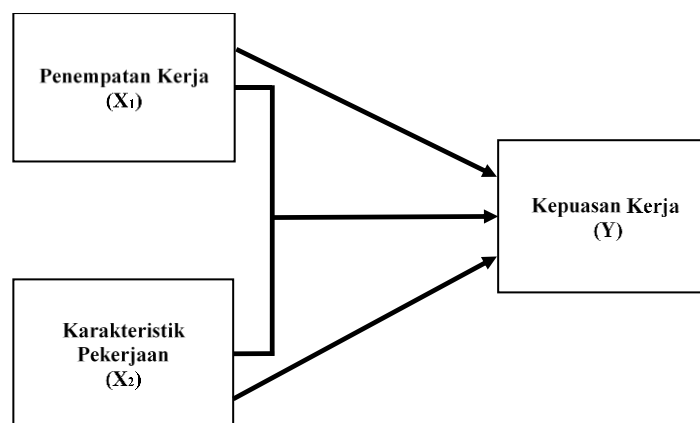 Penempatan Kerja
(X₁)
Kepuasan Kerja
(Y)
Karakteristik
Pekerjaan
(X₂)